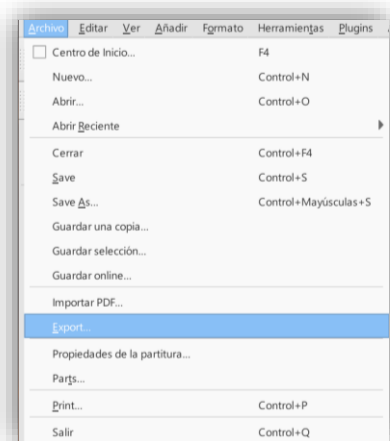 Archivo Editar Ver Añadir Formato Herramientas Plugins
Centro de Inicio... F4
Nuevo... Control+N
Abrir... Control+O
Abrir Reciente
Cerrar Control+F4
Save Control+S
Save As... Control+Mayúsculas+S
Guardar una copia...
Guardar selección...
Guardar online...
Importar PDF...
Export...
Propiedades de la partitura...
Parts...
Print... Control+P
Salir Control+Q